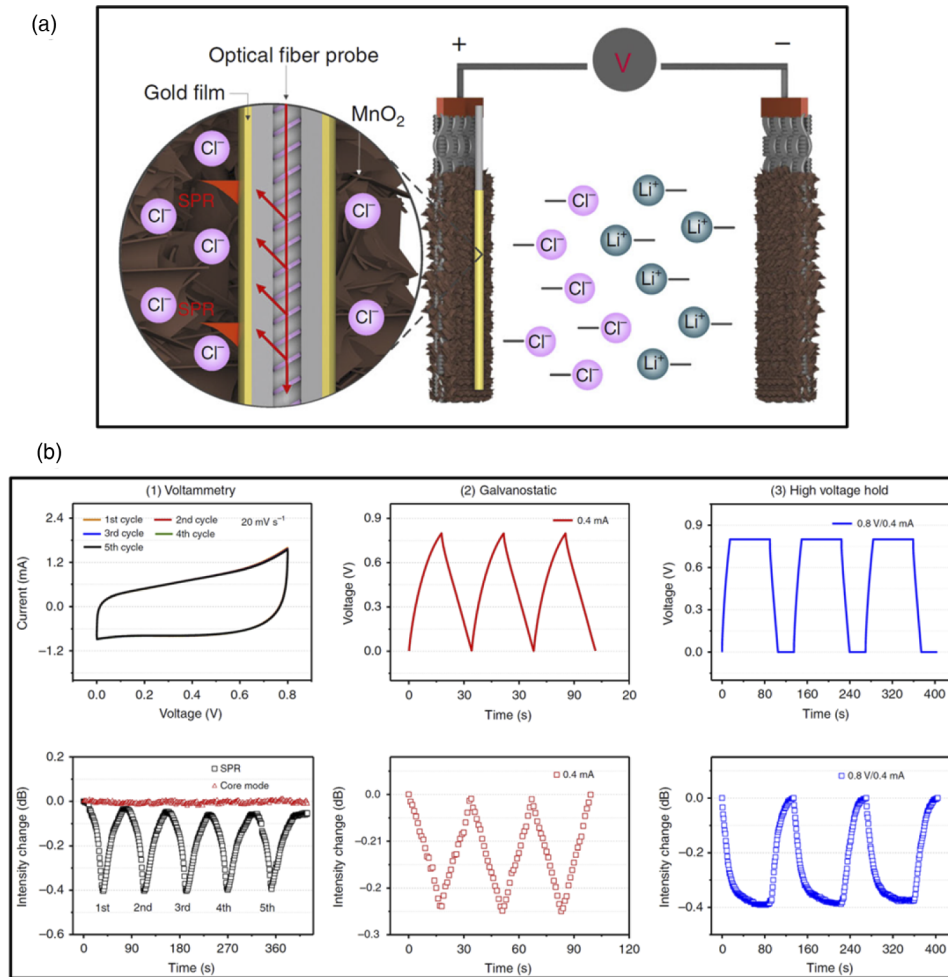 (a)
Optical fiber probe
Gold film
MnO2
+
V
−
Cl−
Cl−
SPR
Cl−
Cl−
Cl−
SPR
Cl−
Cl−
Cl−
Cl−
Li+
Li+
Cl−
Li+
Cl−
Li+
Cl−
Cl−
Li+
Cl−
Li+
(b)
(1) Voltammetry
2.4
1.2
0.0
−1.2
Current (mA)
1st cycle
2nd cycle
20 mV s−1
3rd cycle
4th cycle
5th cycle
0.0
0.2
0.4
0.6
0.8
Voltage (V)
(2) Galvanostatic
0.9
0.6
0.3
0.0
Voltage (V)
0.4 mA
0
30
30
50
90
20
Time (s)
(3) High voltage hold
0.9
0.6
0.3
0.0
Voltage (V)
0.8 V/0.4 mA
0
80
160
240
320
400
Time (s)
0.2
0.0
−0.2
−0.4
−0.6
Intensity change (dB)
SPR
Core mode
1st
2nd
3rd
4th
5th
0
90
180
270
360
Time (s)
0.0
−0.21
−0.21
−0.2
−0.3
Intensity change (dB)
0.4 mA
0
30
60
90
120
Time (s)
0.0
−0.2
−0.4
Intensity change (dB)
0.8 V/0.4 mA
0
80
160
240
320
400
Time (s)